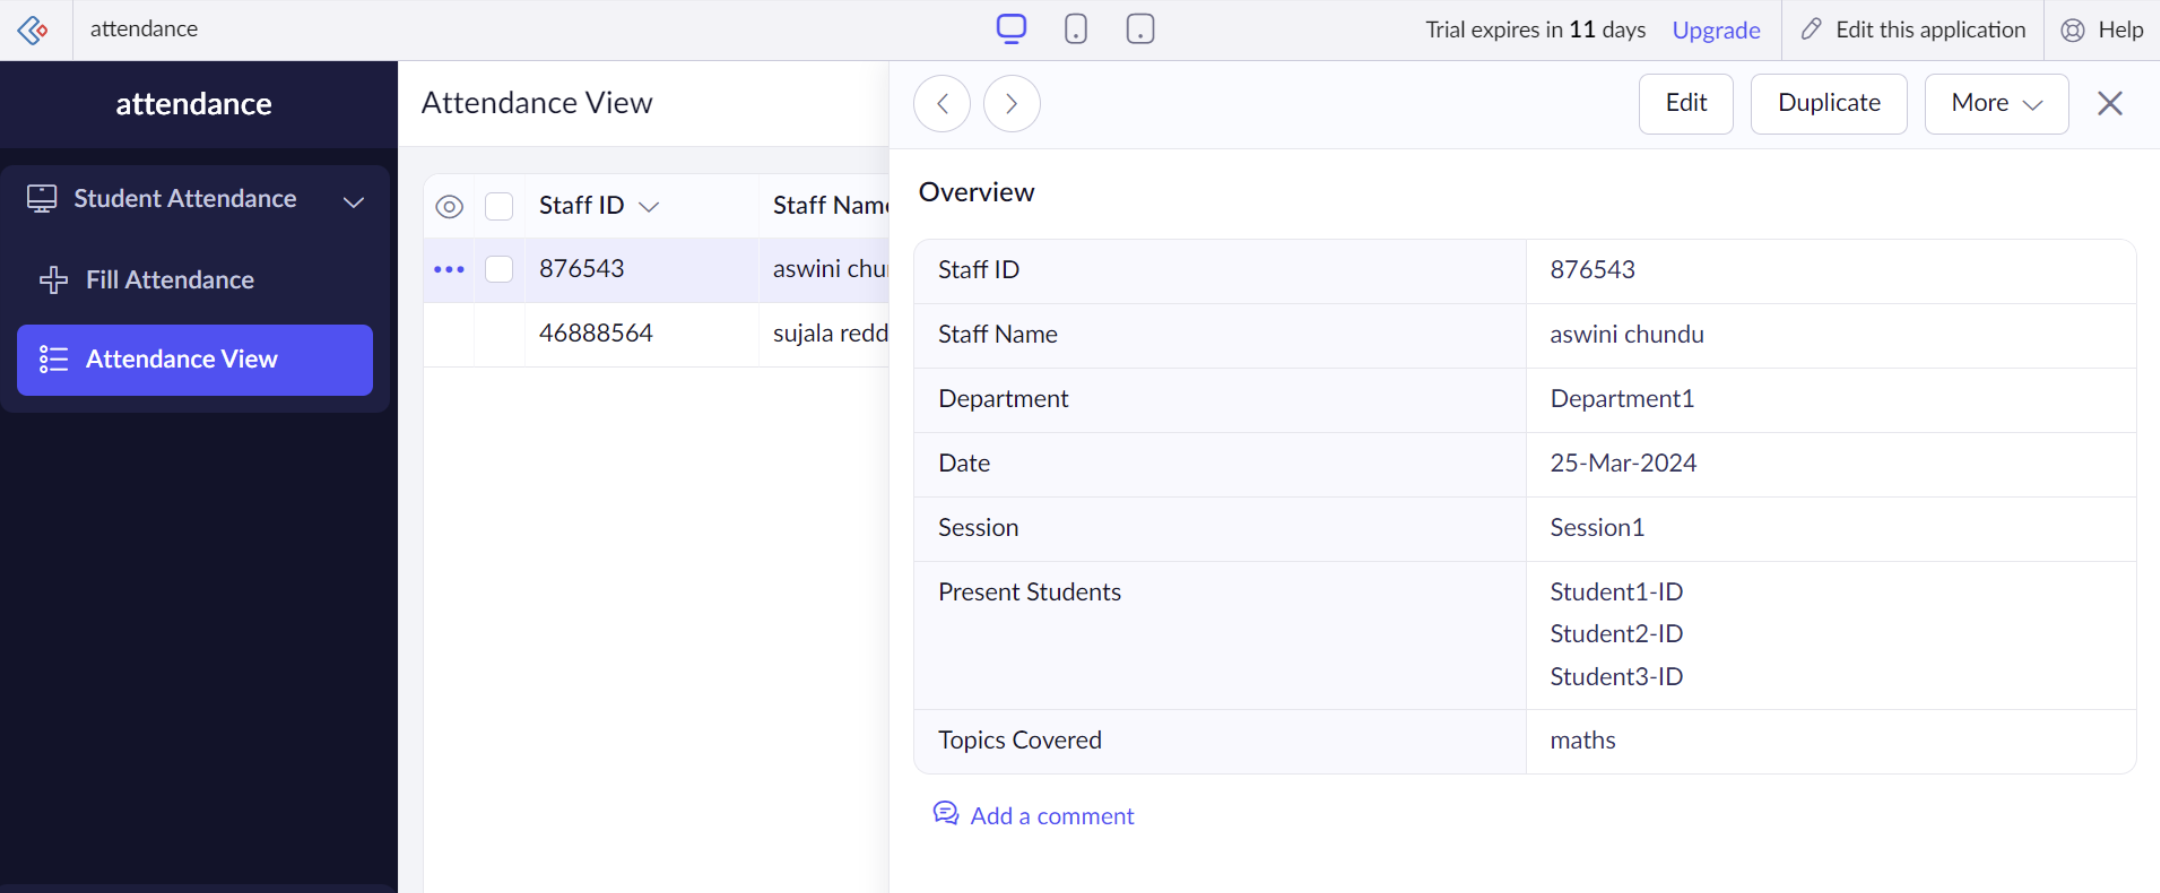 attendance
Trial expires in 11 days
Upgrade
Edit this application
Help
attendance
Student Attendance
Fill Attendance
Attendance View
Attendance View
Staff ID
Staff Name
876543
aswini chu
46888564
sujala redd
Edit
Duplicate
More
Overview
Staff ID 876543
Staff Name aswini chundu
Department Department1
Date 25-Mar-2024
Session Session1
Present Students Student1-ID
Student2-ID
Student3-ID
Topics Covered maths
Add a comment